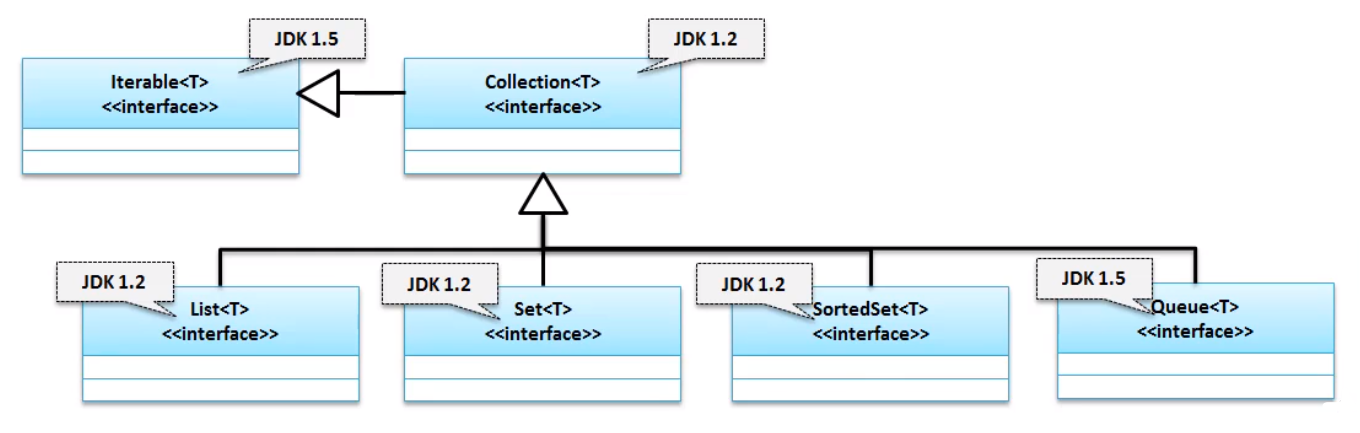 JDK 1.5
JDK 1.2
Iterable<T>
<<interface>>
Collection<T>
<<interface>>
JDK 1.2
JDK 1.2
JDK 1.2
JDK 1.5
List<T>
<<interface>>
Set<T>
<<interface>>
SortedSet<T>
<<interface>>
Queue<T>
<<interface>>